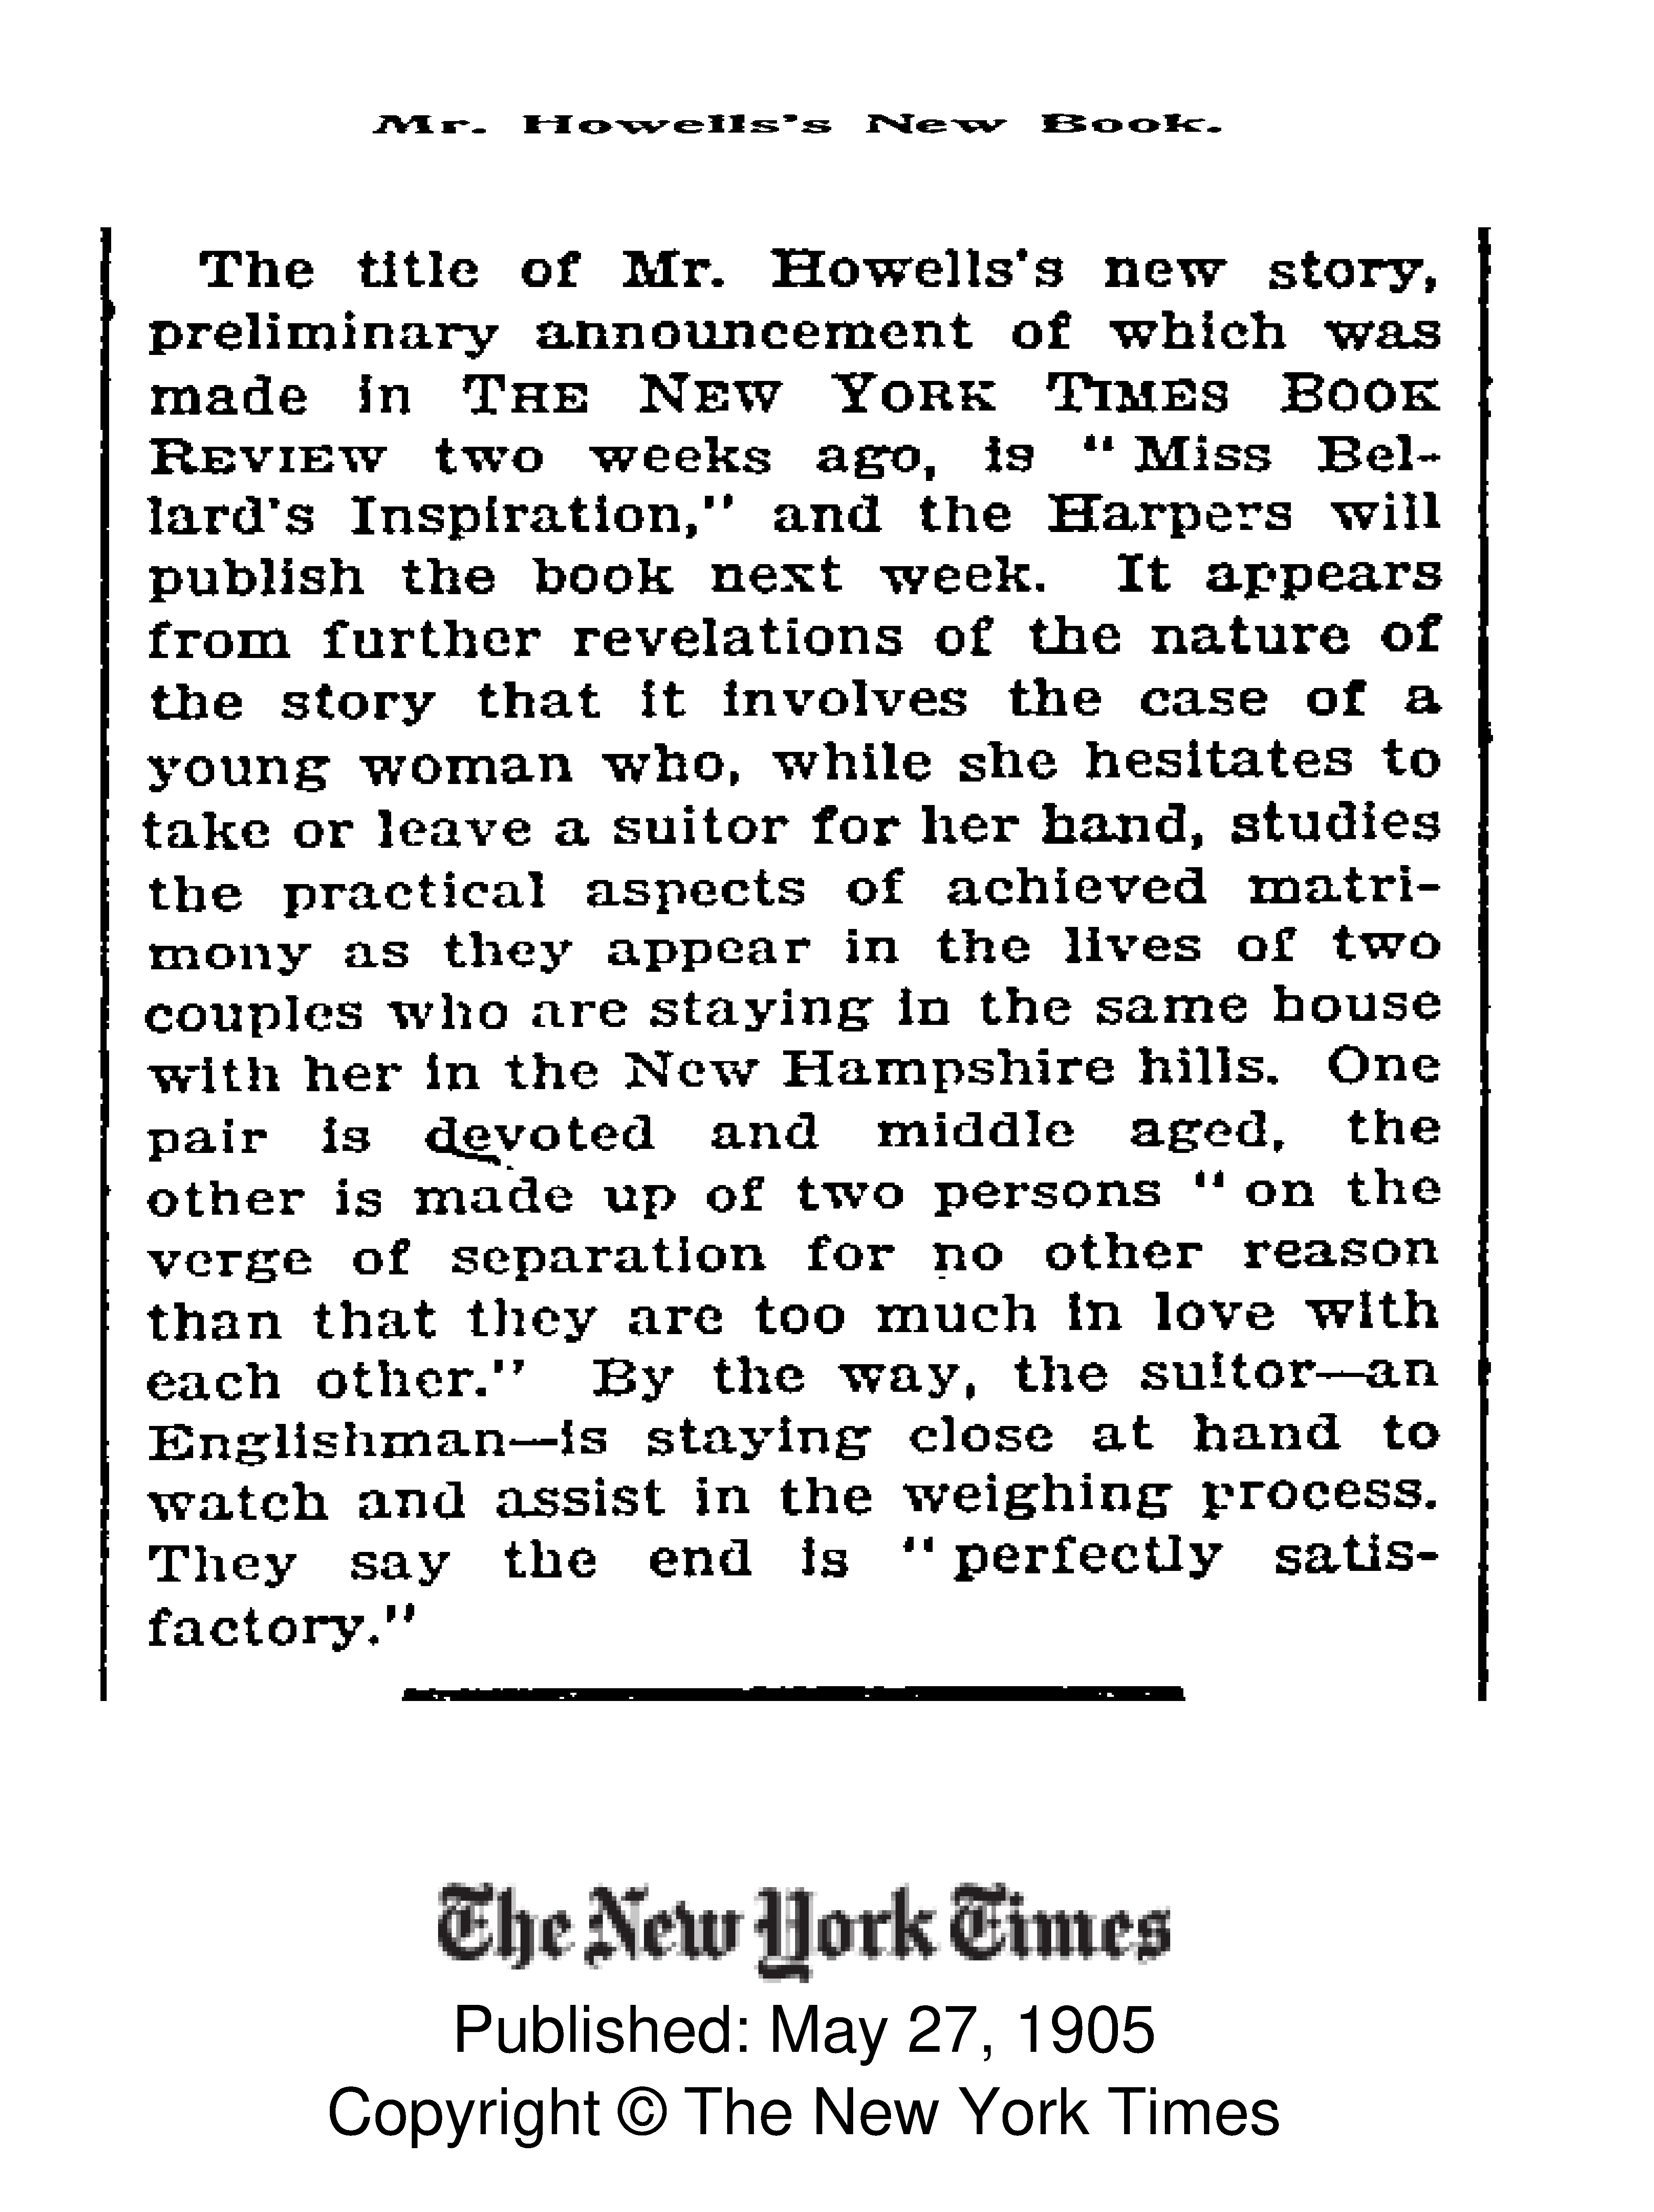 Mr. Howells's New Book.
The title of Mr. Howells's new story,
preliminary announcement of which was
made in THE NEW YORK TIMES BOOK
REVIEW two weeks ago, is "Miss Bel-
lard's Inspiration," and the Harpers will
publish the book next week. It appears
from further revelations of the nature of
the story that it involves the case of a
young woman who, while she hesitates to
take or leave a suitor for her hand, studies
the practical aspects of achieved matri-
mony as they appear in the lives of two
couples who are staying in the same house
with her in the New Hampshire hills. One
pair is devoted and middle aged, the
other is made up of two persons "on the
verge of separation for no other reason
than that they are too much in love with
each other." By the way, the suitor—an
Englishman—is staying close at hand to
watch and assist in the weighing process.
They say the end is "perfectly satis-
factory."
The New York Times
Published: May 27, 1905
Copyright © The New York Times